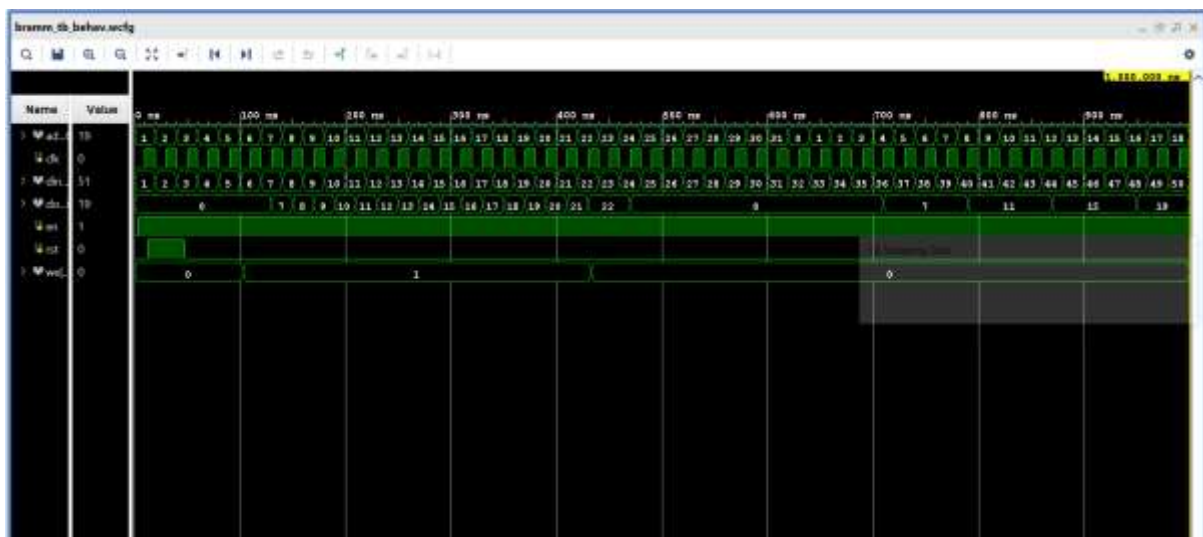 bramm_tb_behav.wcfg
1,000.000 ns
Name Value 0 ns 100 ns 200 ns 300 ns 400 ns 500 ns 600 ns 700 ns 800 ns 900 ns
1 2 3 4 5 6 7 8 9 10 11 12 13 14 15 16 17 18 19 20 21 22 23 24 25 26 27 28 29 30 31 0 1 2 3 4 5 6 7 8 9 10 11 12 13 14 15 16 17 18
clk 0
51 1 2 3 4 5 6 7 8 9 10 11 12 13 14 15 16 17 18 19 20 21 22 23 24 25 26 27 28 29 30 31 32 33 34 35 36 37 38 39 40 41 42 43 44 45 46 47 48 49 50
19 0 7 8 9 10 11 12 13 14 15 16 17 18 19 20 21 22 0 7 11 15 19
en 1
rst 0
we[... 0 0 1 0